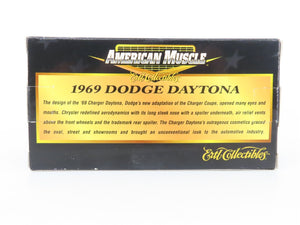 AMERICAN MUSCLE
Ertl Collectibles
1969 DODGE DAYTONA
The design of the '69 Charger Daytona, Dodge's new adaptation of the Charger Coupe, opened many eyes and
mouths. Chrysler redefined aerodynamics with its long sleek nose with a spoiler underneath, air relief vents
above the front wheels and the trademark rear spoiler. The Charger Daytona's outrageous cosmetics graced
the oval, street and showrooms and brought an unconventional look to the automotive industry.
Ertl Collectibles